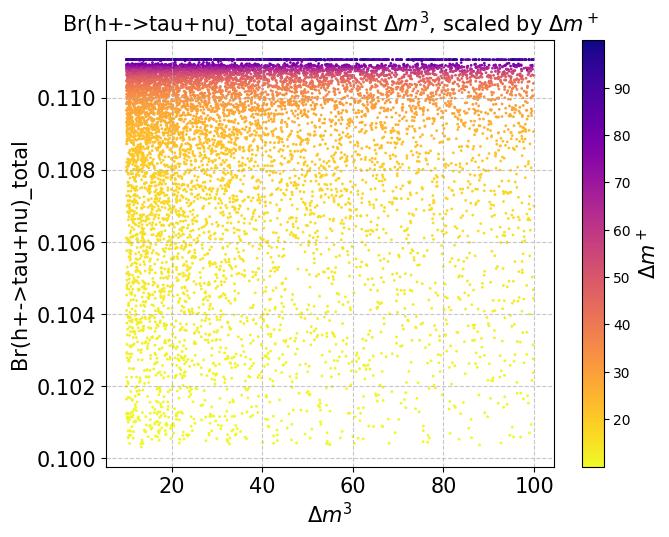 Br(h+->tau+nu)_total against Δm³, scaled by Δm⁺
0.110
0.108
0.106
0.104
0.102
0.100
Br(h+->tau+nu)_total
20 40 60 80 100
Δm³
90
80
70
60
50
40
30
20
Δm⁺